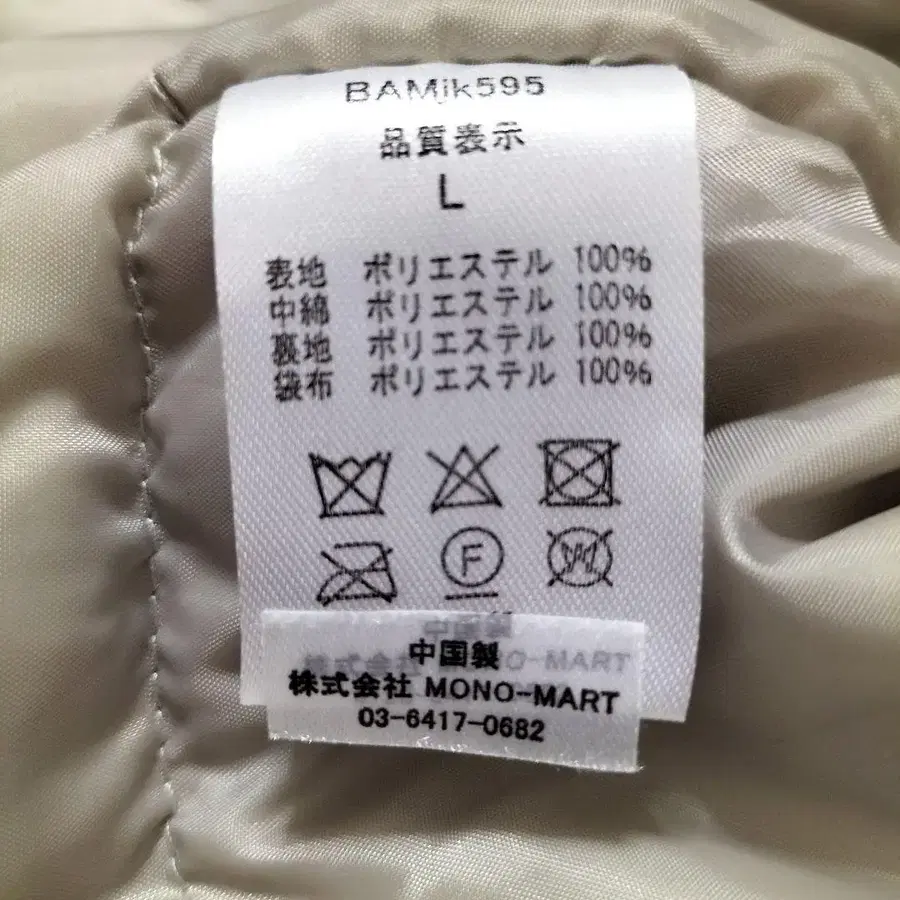 BAMjk595
品質表示
L
表地 ポリエステル 100%
中綿 ポリエステル 100%
裏地 ポリエステル 100%
袋布 ポリエステル 100%
F
W
中国製
株式会社 MONO-MART
03-6417-0682